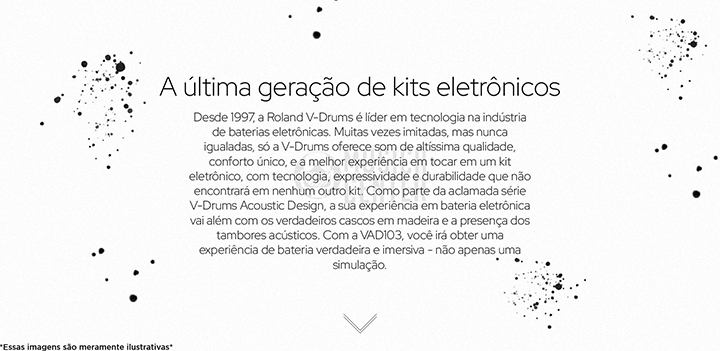 A última geração de kits eletrônicos
Desde 1997, a Roland V-Drums é líder em tecnologia na indústria
de baterias eletrônicas. Muitas vezes imitadas, mas nunca
igualadas, só a V-Drums oferece som de altíssima qualidade,
conforto único, e a melhor experiência em tocar em um kit
eletrônico, com tecnologia, expressividade e durabilidade que não
encontrará em nenhum outro kit. Como parte da aclamada série
V-Drums Acoustic Design, a sua experiência em bateria eletrônica
vai além com os verdadeiros cascos em madeira e a presença dos
tambores acústicos. Com a VAD103, você irá obter uma
experiência de bateria verdadeira e imersiva - não apenas uma
simulação.
*Essas imagens são meramente ilustrativas*